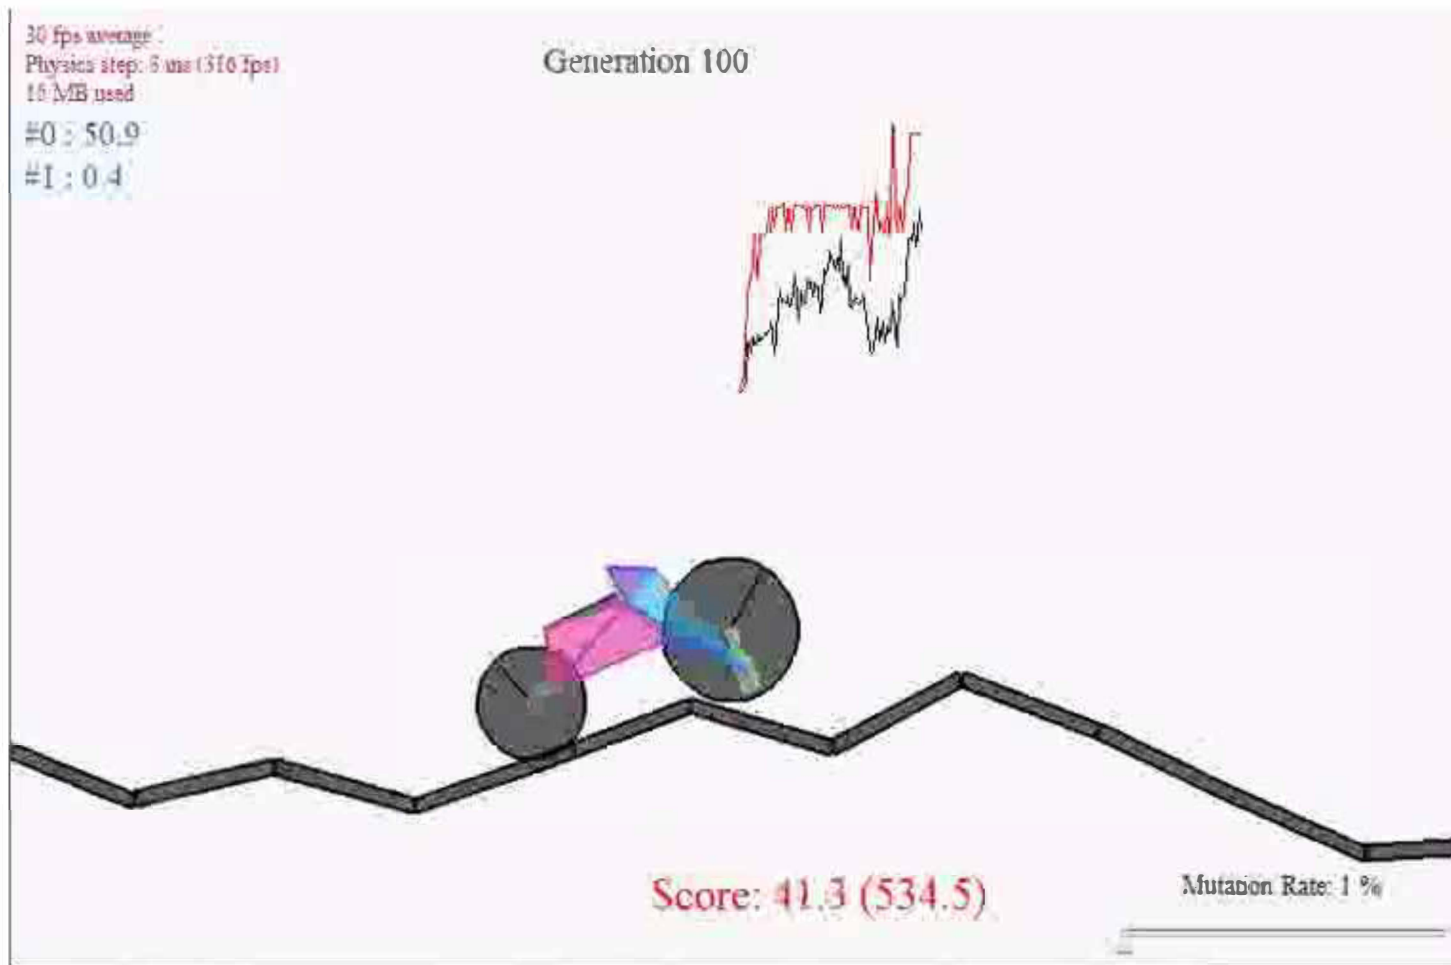 30 fps average
Physics step: 3 ms (316 fps)
Generation 100
15 MB used
#0 : 50.9
#1 : 0.4
Score: 41.3 (534.5)
Mutation Rate: 1 %